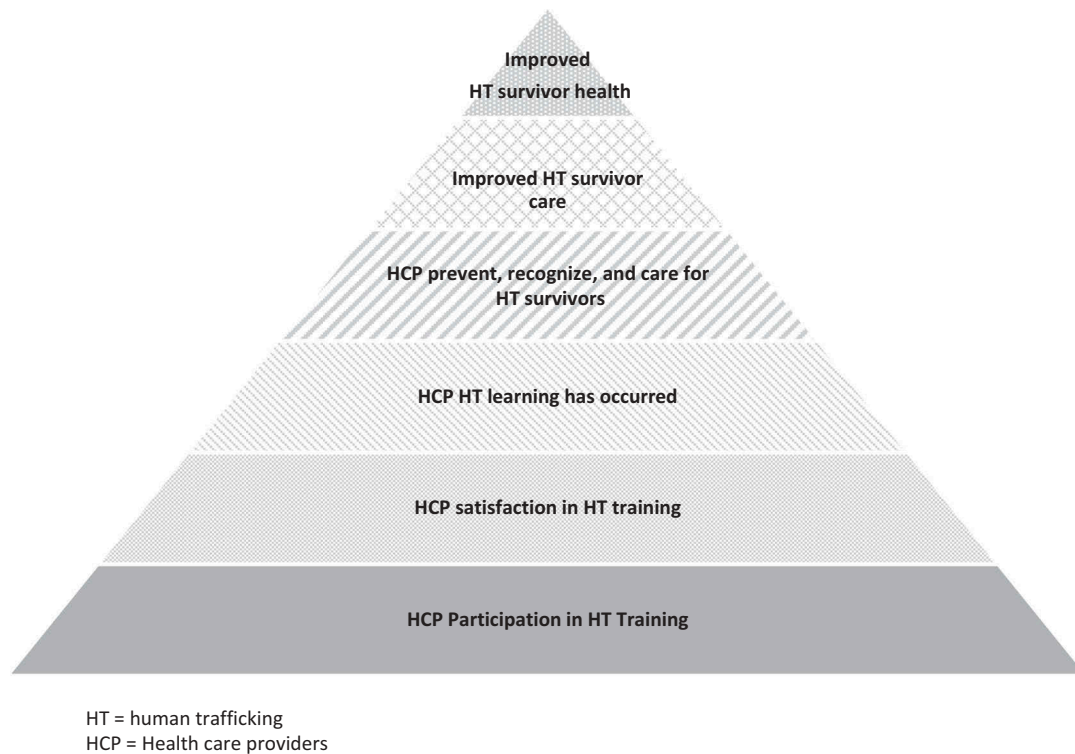 Improved
HT survivor health
Improved HT survivor
care
HCP prevent, recognize, and care for
HT survivors
HCP HT learning has occurred
HCP satisfaction in HT training
HCP Participation in HT Training
HT = human trafficking
HCP = Health care providers